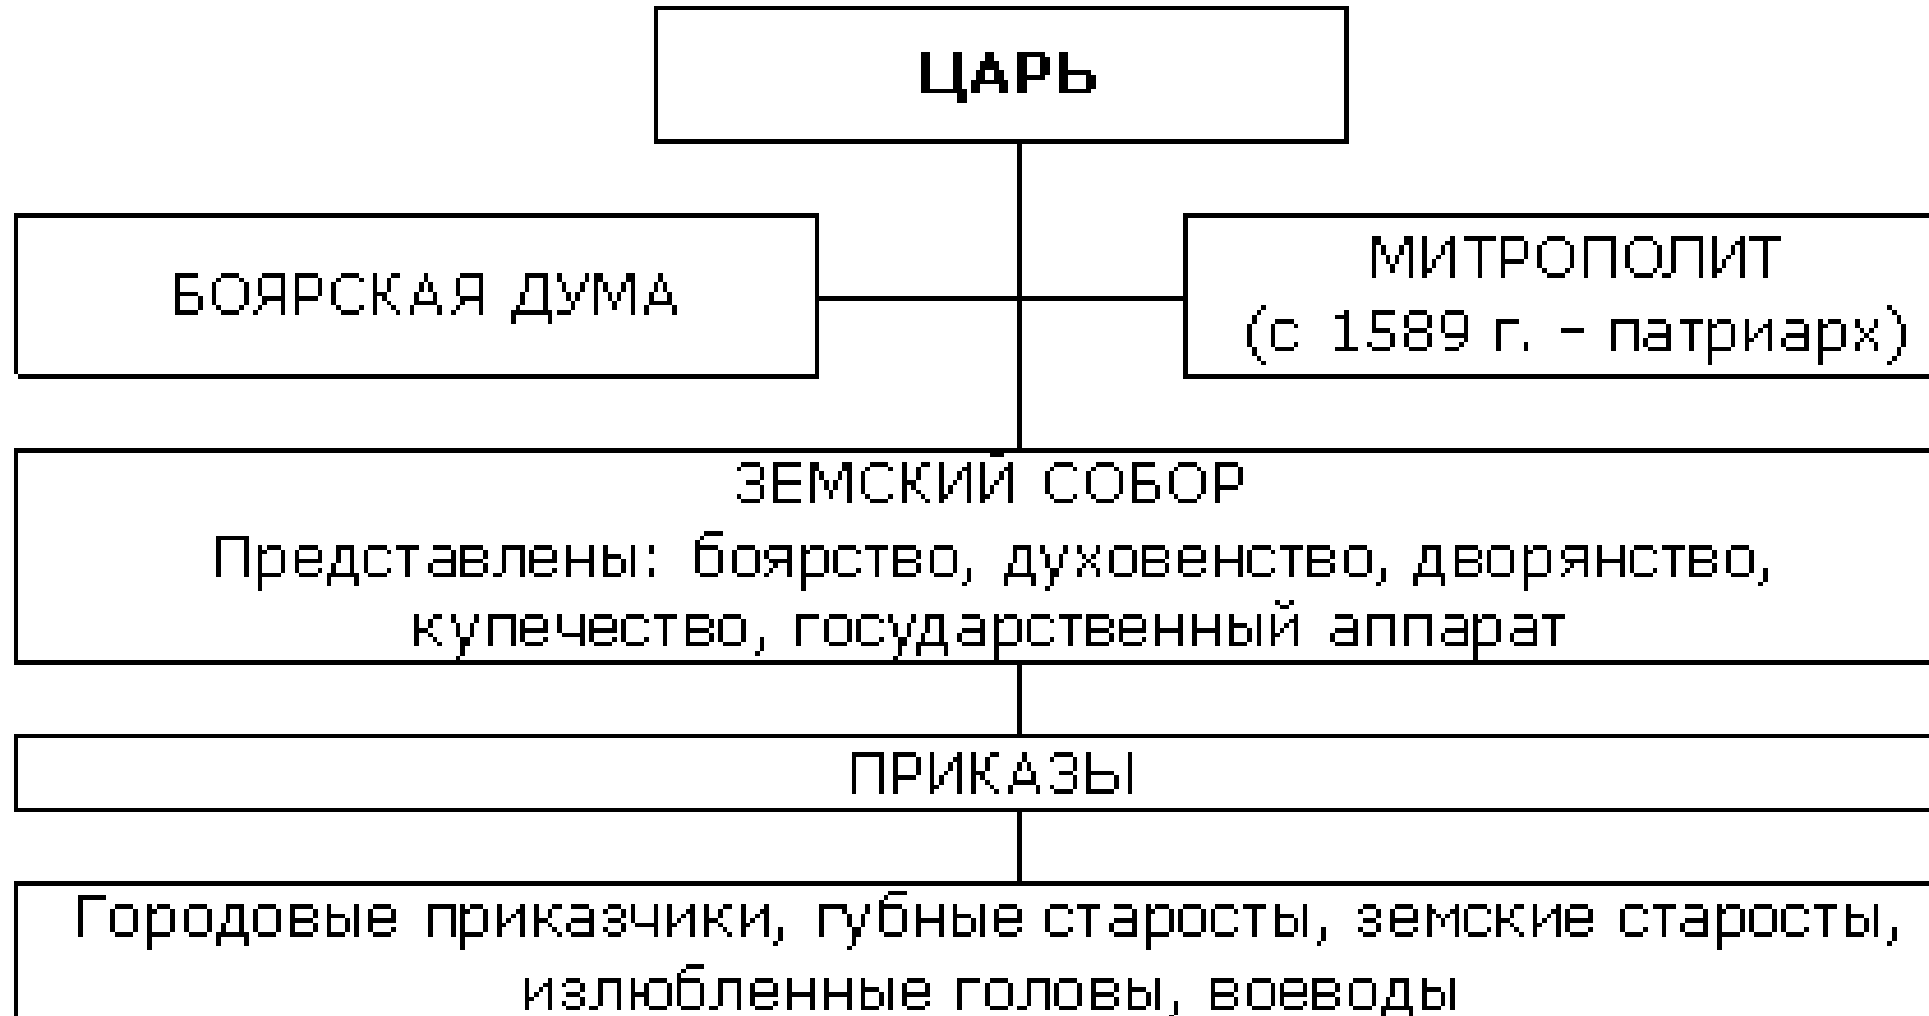 ЦАРЬ
БОЯРСКАЯ ДУМА
МИТРОПОЛИТ
(с 1589 г. – патриарх)
ЗЕМСКИЙ СОБОР
Представлены: боярство, духовенство, дворянство,
купечество, государственный аппарат
ПРИКАЗЫ
Городовые приказчики, губные старосты, земские старосты,
излюбленные головы, воеводы